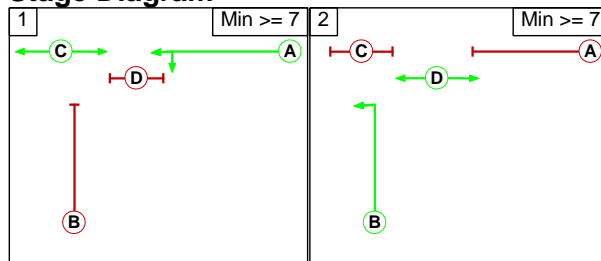 Stage Diagram
1 Min >= 7 2 Min >= 7
C A C A
D D
B B